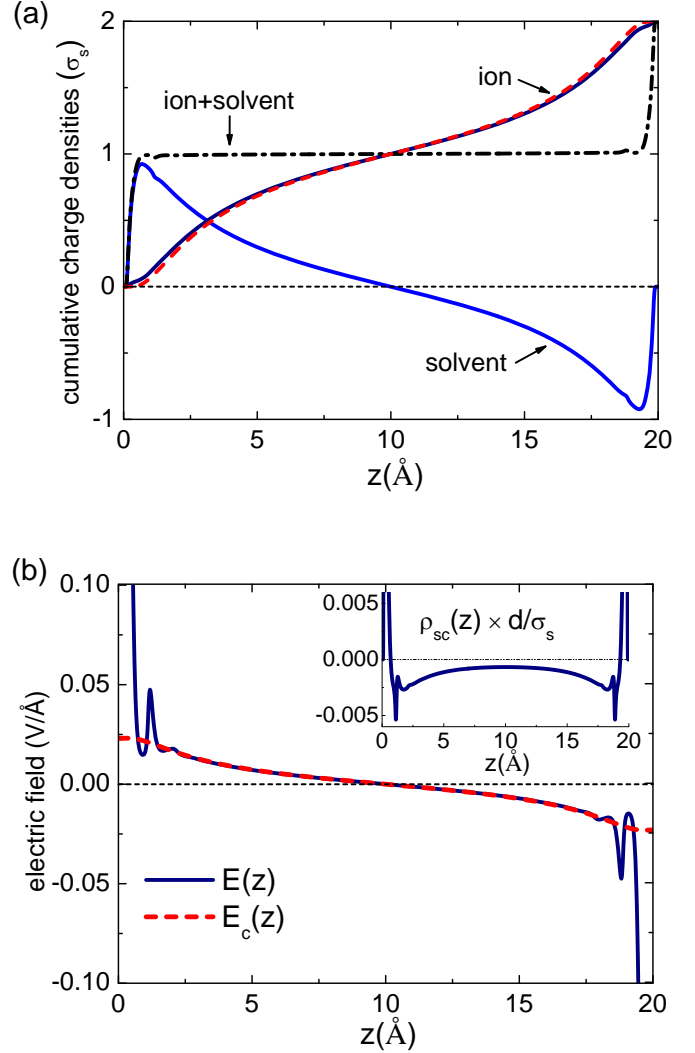 (a)
cumulative charge densities (σs)
2
1
0
-1
ion+solvent
ion
solvent
0 5 10 15 20
z(Å)
(b)
electric field (V/Å)
0.10
0.05
0.00
-0.05
-0.10
0.005
0.000
-0.005
ρsc(z) × d/σs
0 5 10 15 20
z(Å)
E(z)
Ec(z)
0 5 10 15 20
z(Å)